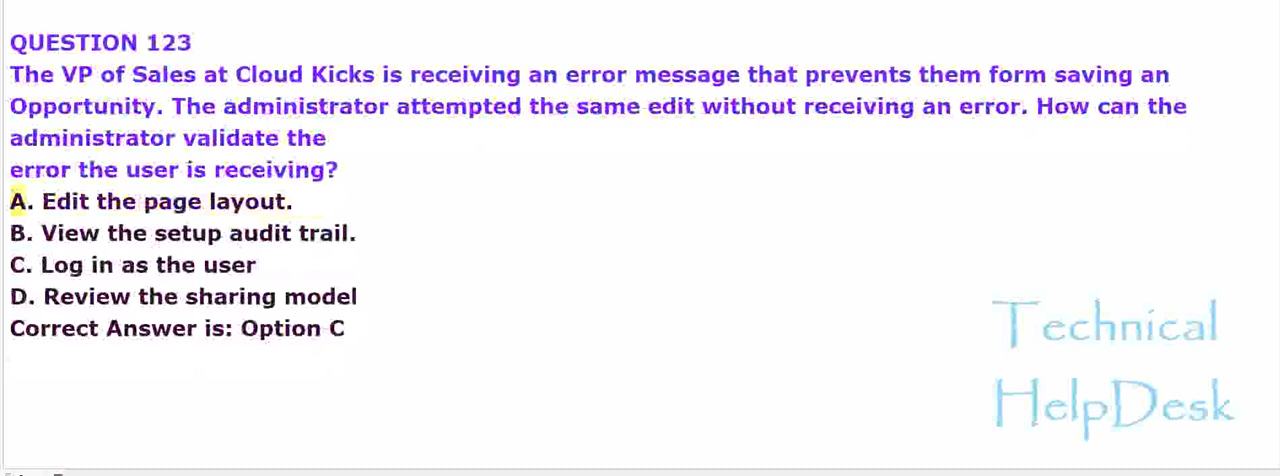 QUESTION 123
The VP of Sales at Cloud Kicks is receiving an error message that prevents them form saving an
Opportunity. The administrator attempted the same edit without receiving an error. How can the
administrator validate the
error the user is receiving?
A. Edit the page layout.
B. View the setup audit trail.
C. Log in as the user
D. Review the sharing model
Correct Answer is: Option C
Technical
HelpDesk